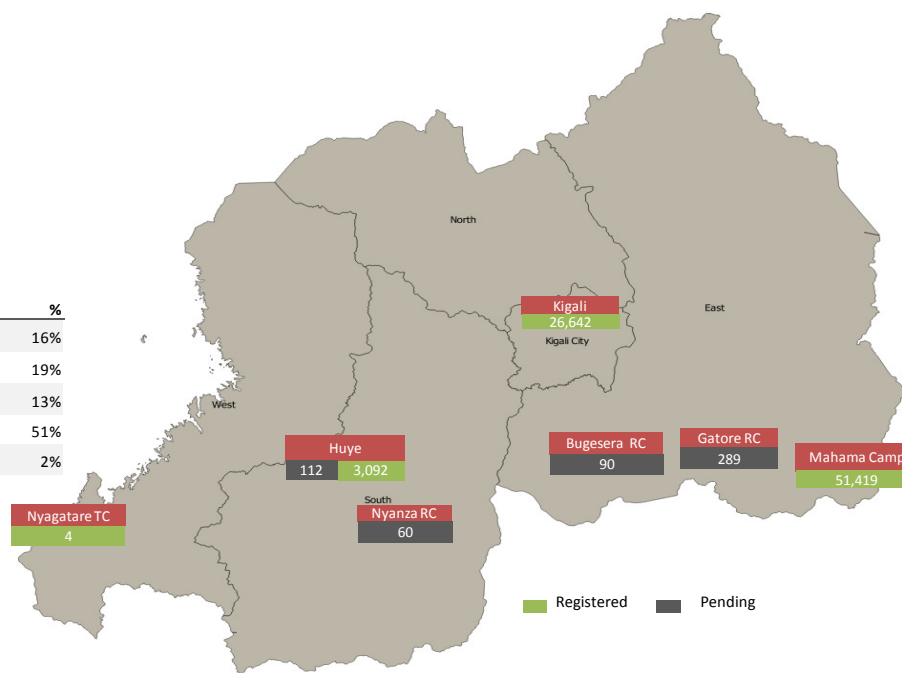 North
%
Kigali
26,642
East
16%
Kigali City
19%
13%
West
51%
Huye
Bugesera RC
Gatore RC
2%
112 3,092
90
289
Mahama Camp
51,419
South
Nyagatare TC
Nyanza RC
4
60
Registered
Pending